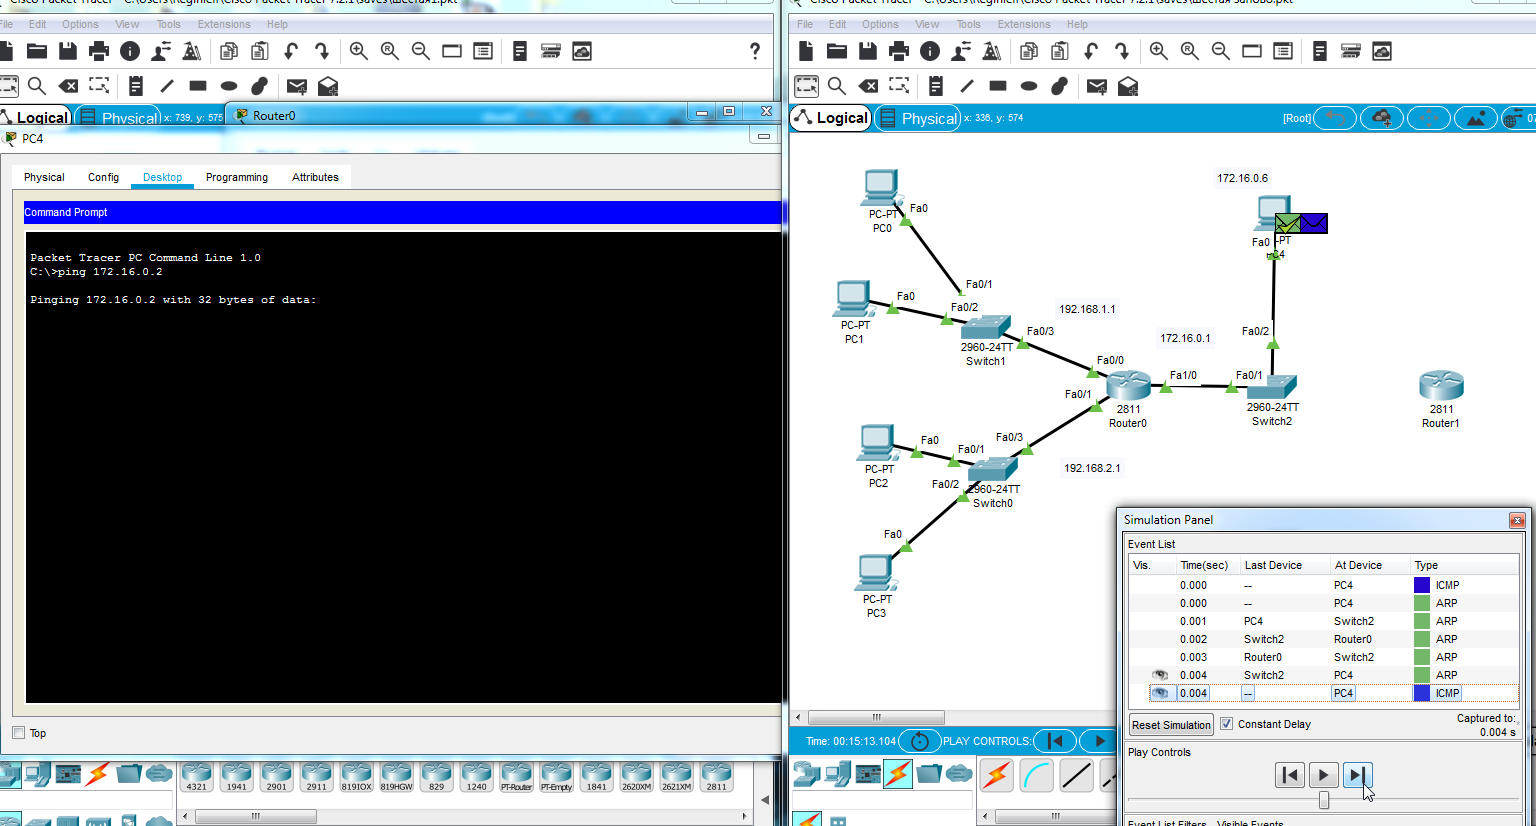 File Edit Options View Tools Extensions Help
Logical
Physical
x: 739, y: 575
Router0
PC4
Physical Config Desktop Programming Attributes
Command Prompt
Packet Tracer PC Command Line 1.0
C:\>ping 172.16.0.2
Pinging 172.16.0.2 with 32 bytes of data:
Top
4321 1941 2901 2911 819IOX 819HGW 829 1240 PT-Router PT-Empty 1841 2620XM 2621XM 2811
File Edit Options View Tools Extensions Help
Logical
Physical
x: 336, y: 574
[Root]
172.16.0.6
PC-PT
PC0
Fa0
Fa0
-PT
Fa0/1
Fa0
Fa0/2
PC-PT
PC1
192.168.1.1
Fa0/3
2960-24TT
Switch1
172.16.0.1
Fa0/2
Fa0/0
Fa1/0
Fa0/1
Fa0/1
2811
Router0
2960-24TT
Switch2
2811
Router1
Fa0
Fa0/1
Fa0/3
PC-PT
PC2
192.168.2.1
Fa0/2
2960-24TT
Switch0
Fa0
PC-PT
PC3
Simulation Panel
Event List
Vis. Time(sec) Last Device At Device Type
0.000 -- PC4 ICMP
0.000 -- PC4 ARP
0.001 PC4 Switch2 ARP
0.002 Switch2 Router0 ARP
0.003 Router0 Switch2 ARP
0.004 Switch2 PC4 ARP
0.004 -- PC4 ICMP
Reset Simulation
Constant Delay
Captured to:
0.004 s
Play Controls
Event List Filters - Visible Events
Time: 00:15:13.104
PLAY CONTROLS: